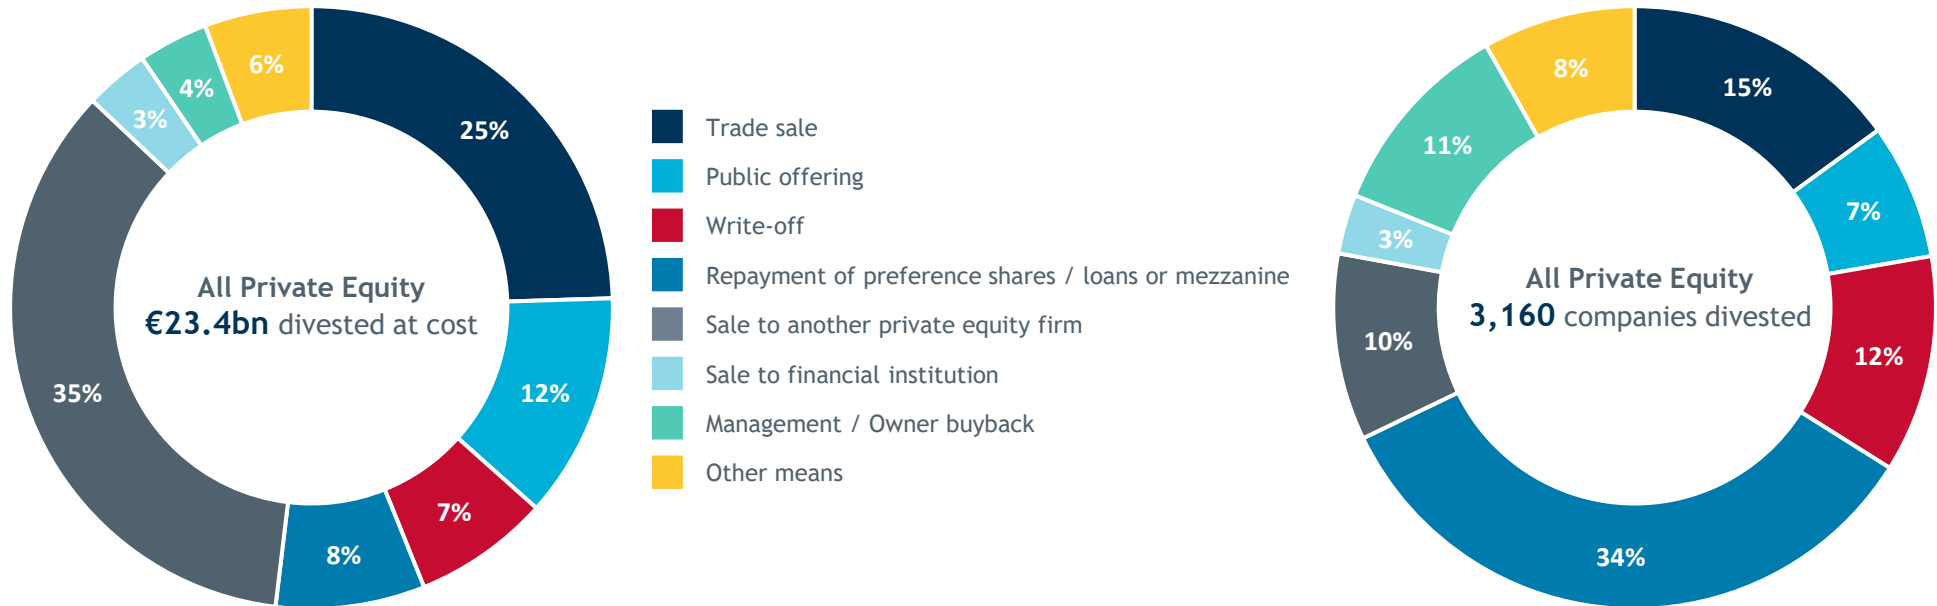 25%
12%
7%
8%
35%
3%
4%
6%
All Private Equity
€23.4bn divested at cost
Trade sale
Public offering
Write-off
Repayment of preference shares / loans or mezzanine
Sale to another private equity firm
Sale to financial institution
Management / Owner buyback
Other means
15%
7%
12%
34%
10%
3%
11%
8%
All Private Equity
3,160 companies divested